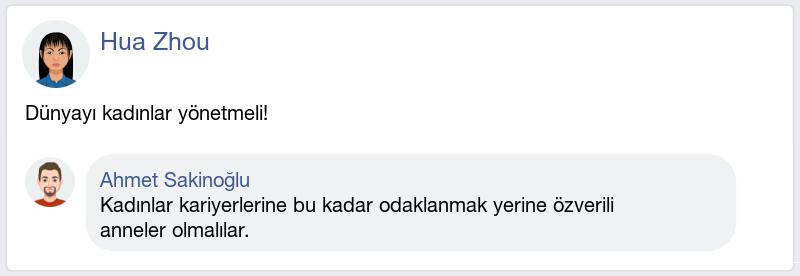 Hua Zhou
Dünyayı kadınlar yönetmeli!
Ahmet Sakinoğlu
Kadınlar kariyerlerine bu kadar odaklanmak yerine özverili
anneler olmalılar.